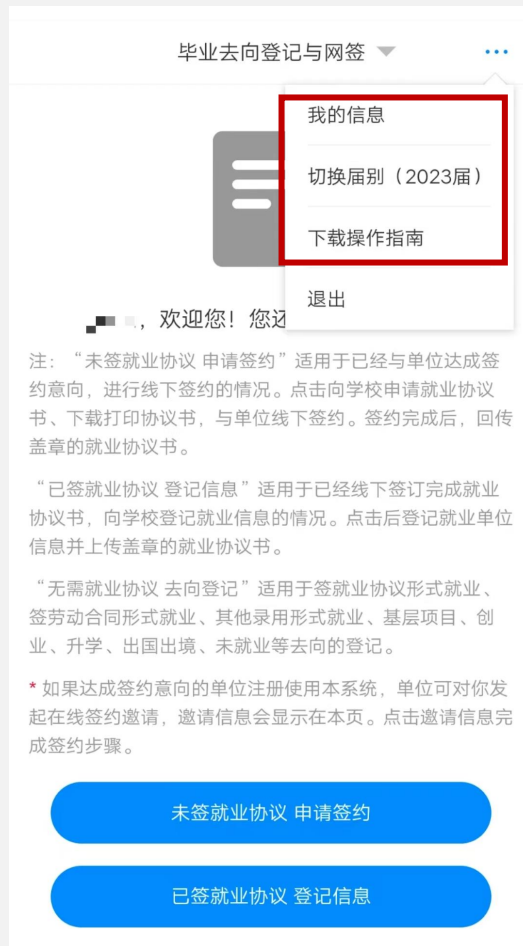 毕业去向登记与网签
我的信息
切换届别（2023届）
下载操作指南
退出
，欢迎您！您还
注：“未签就业协议 申请签约”适用于已经与单位达成签
约意向，进行线下签约的情况。点击向学校申请就业协议
书、下载打印协议书，与单位线下签约。签约完成后，回传
盖章的就业协议书。
“已签就业协议 登记信息”适用于已经线下签订完成就业
协议书，向学校登记就业信息的情况。点击后登记就业单位
信息并上传盖章的就业协议书。
“无需就业协议 去向登记”适用于签就业协议形式就业、
签劳动合同形式就业、其他录用形式就业、基层项目、创
业、升学、出国出境、未就业等去向的登记。
* 如果达成签约意向的单位注册使用本系统，单位可对你发
起在线签约邀请，邀请信息会显示在本页。点击邀请信息完
成签约步骤。
未签就业协议 申请签约
已签就业协议 登记信息